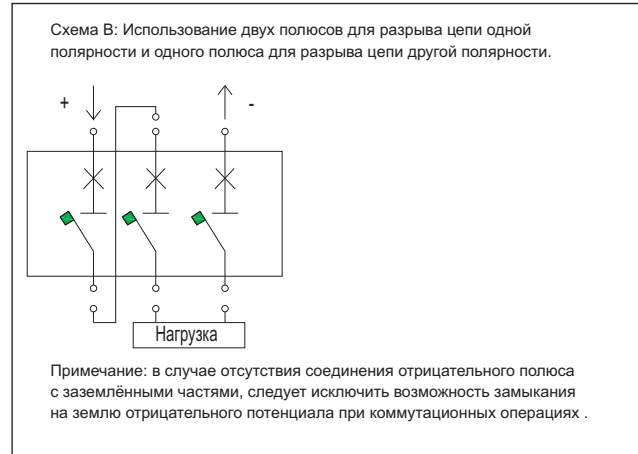 Схема В: Использование двух полюсов для разрыва цепи одной
полярности и одного полюса для разрыва цепи другой полярности.
+ -
Нагрузка
Примечание: в случае отсутствия соединения отрицательного полюса
с заземлёнными частями, следует исключить возможность замыкания
на землю отрицательного потенциала при коммутационных операциях .